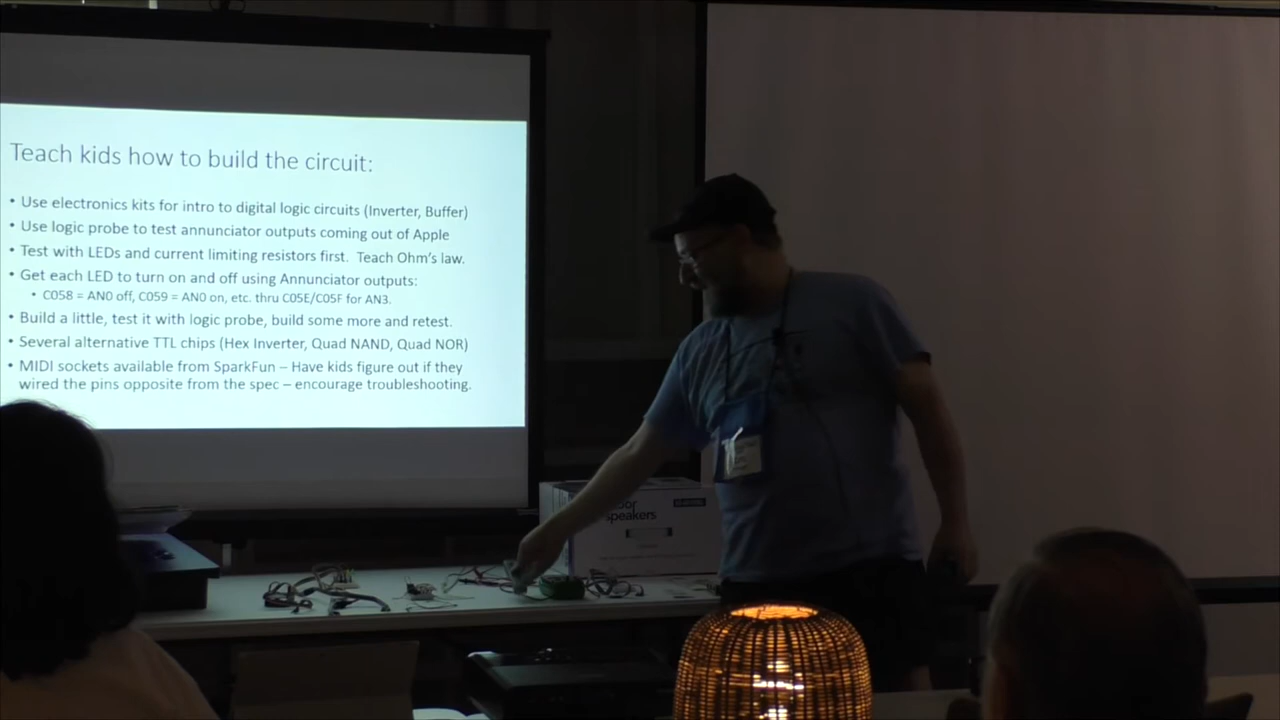 Teach kids how to build the circuit:
• Use electronics kits for intro to digital logic circuits (Inverter, Buffer)
• Use logic probe to test annunciator outputs coming out of Apple
• Test with LEDs and current limiting resistors first. Teach Ohm's law.
• Get each LED to turn on and off using Annunciator outputs:
• C058 = AN0 off, C059 = AN0 on, etc. thru C05E/C05F for AN3.
• Build a little, test it with logic probe, build some more and retest.
• Several alternative TTL chips (Hex Inverter, Quad NAND, Quad NOR)
• MIDI sockets available from SparkFun – Have kids figure out if they
wired the pins opposite from the spec – encourage troubleshooting.
Speakers